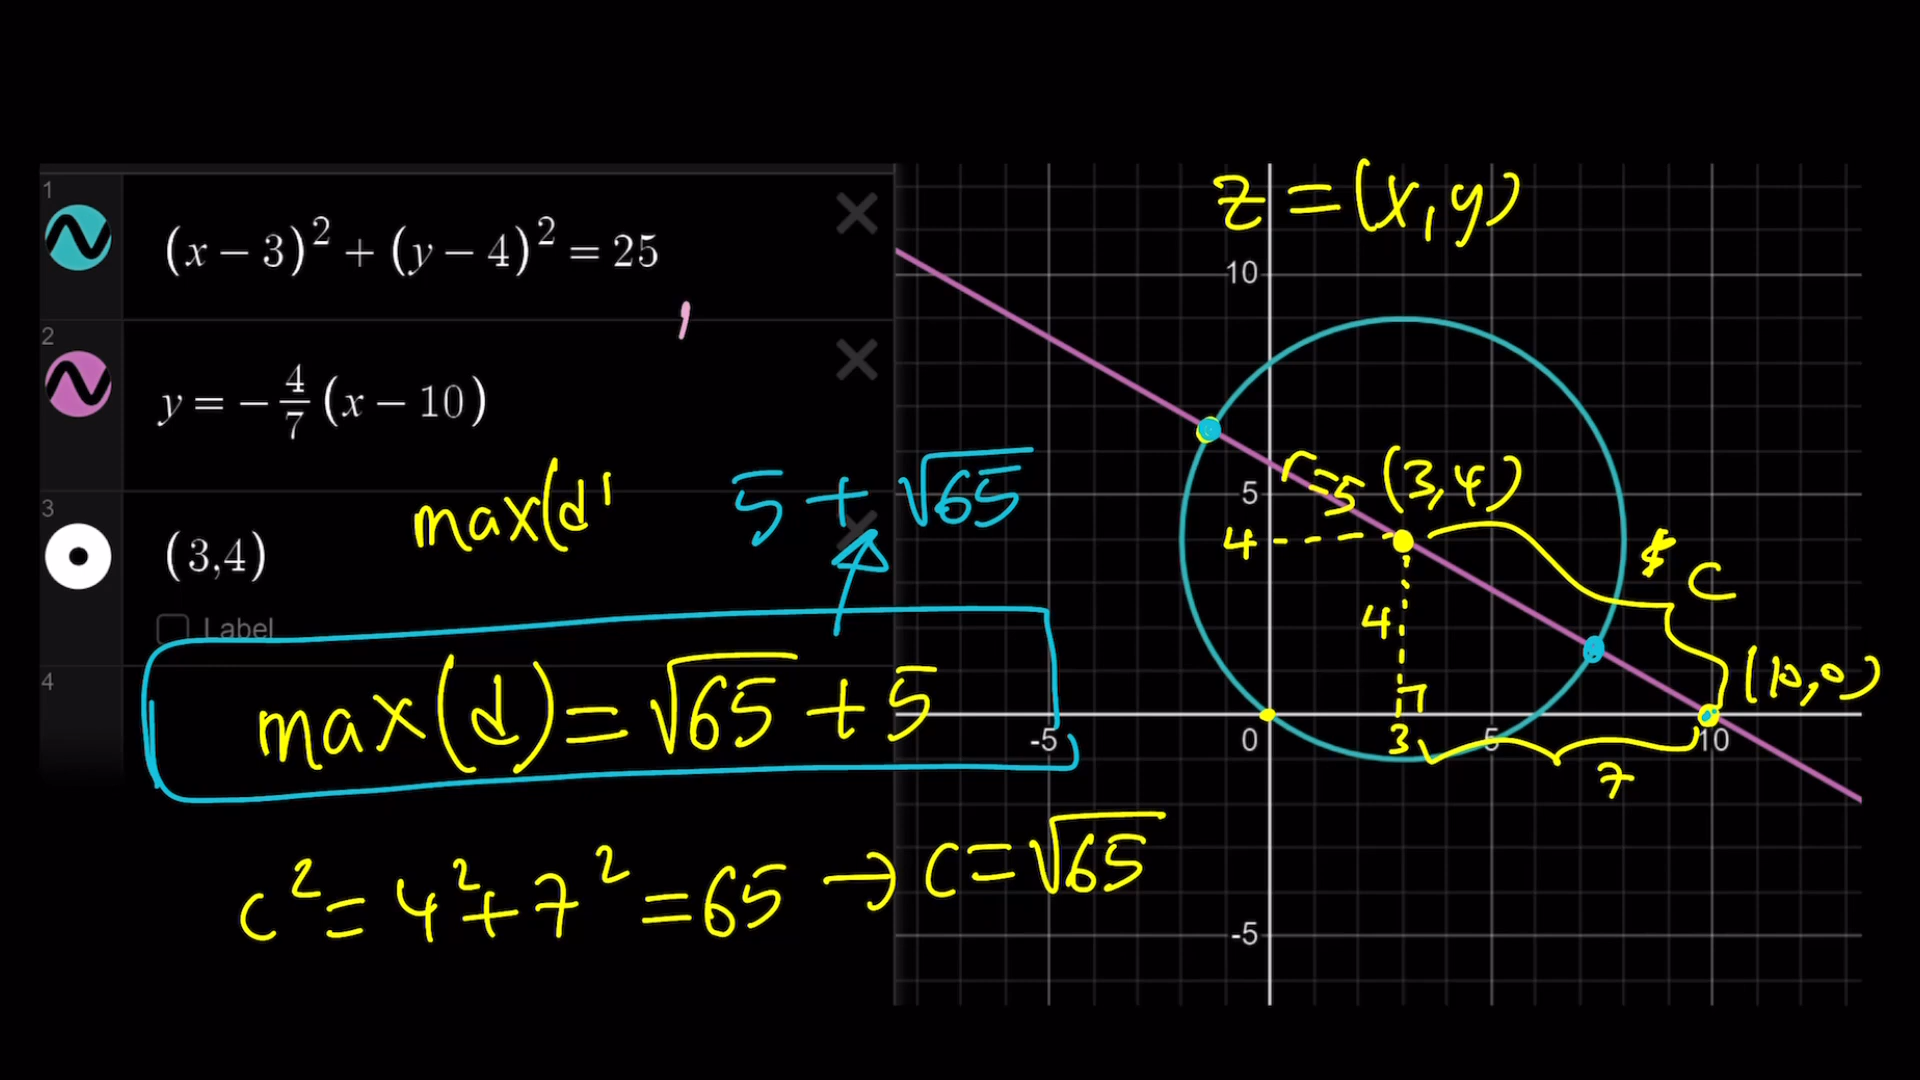 1
(x − 3)² + (y − 4)² = 25
2
y = − 4/7 (x − 10)
3
(3,4)
Label
4
max(d'
5 + √65
max(d) = √65 + 5
c² = 4² + 7² = 65 → c = √65
z = (x, y)
10
r=5 (3,4)
5
4
4
C
(10,0)
-5
0
3
5
10
7
-5